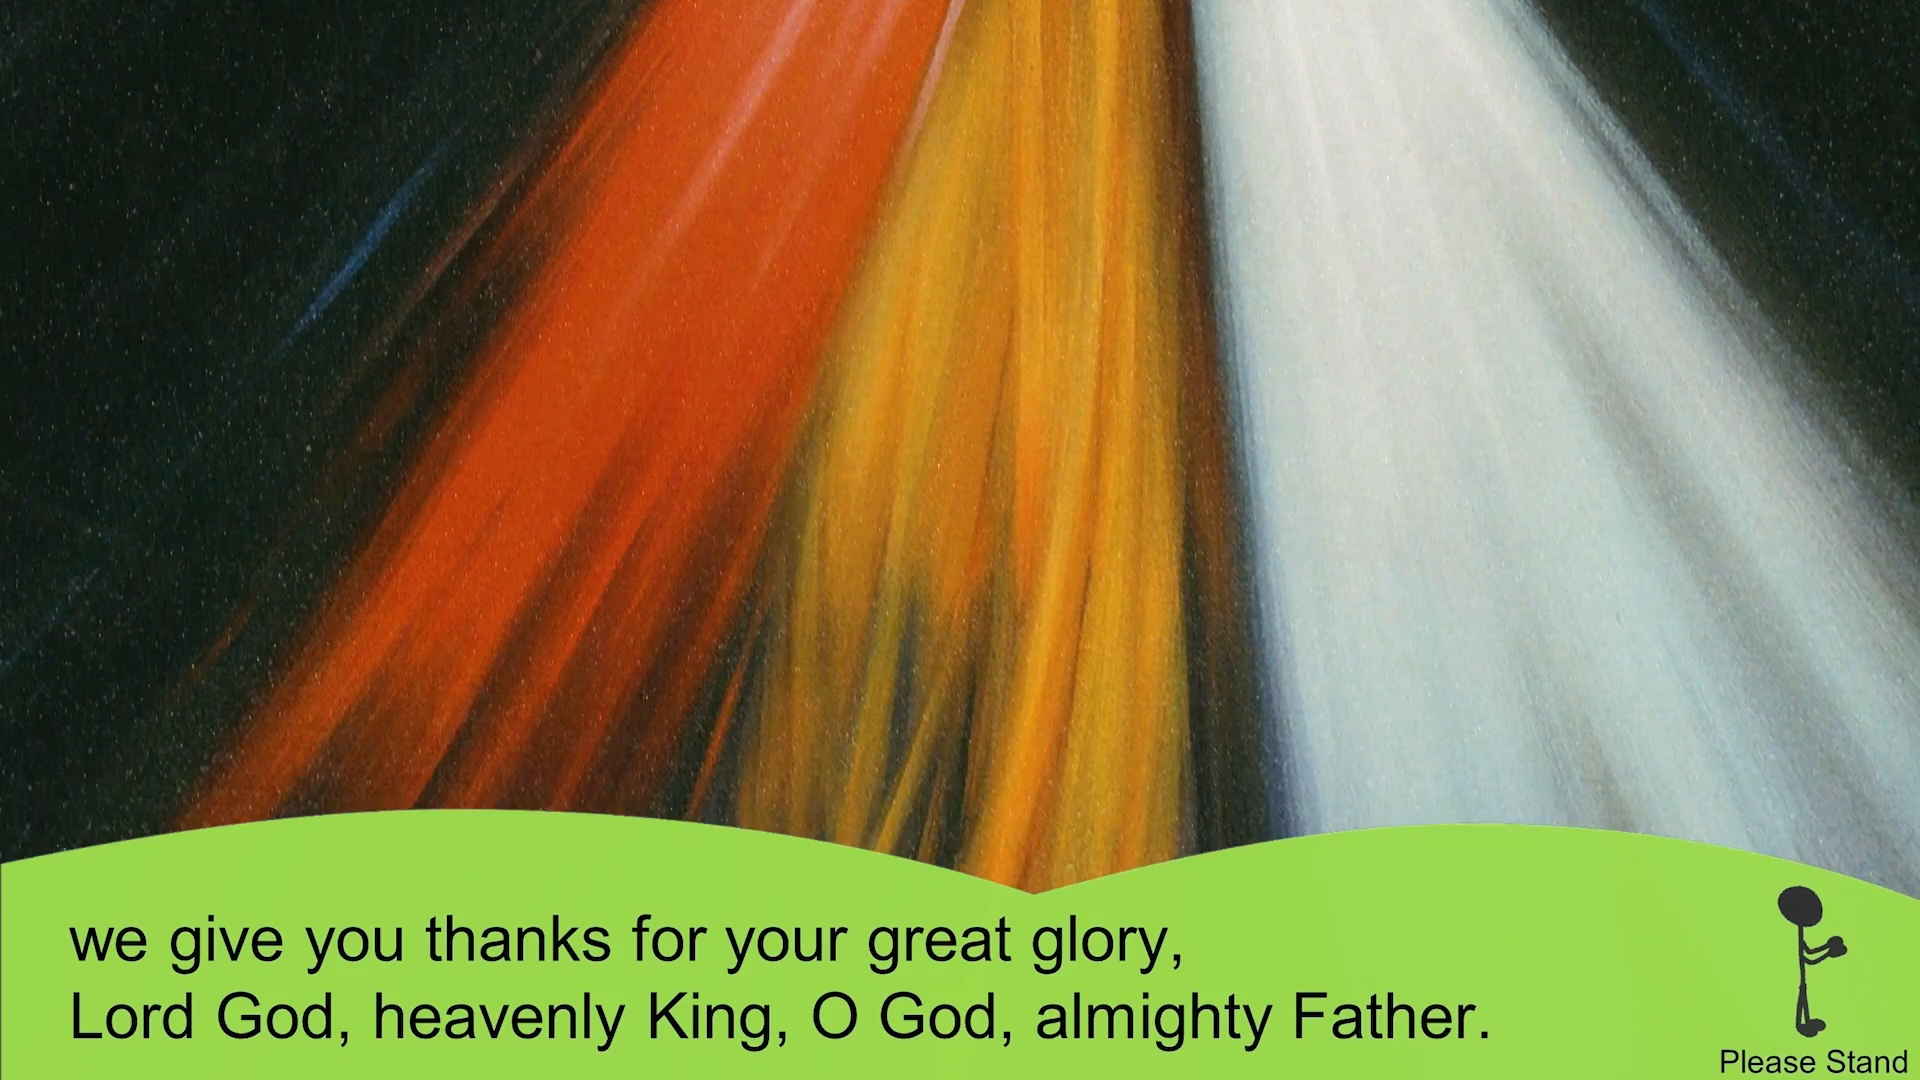 we give you thanks for your great glory,
Lord God, heavenly King, O God, almighty Father.
Please Stand